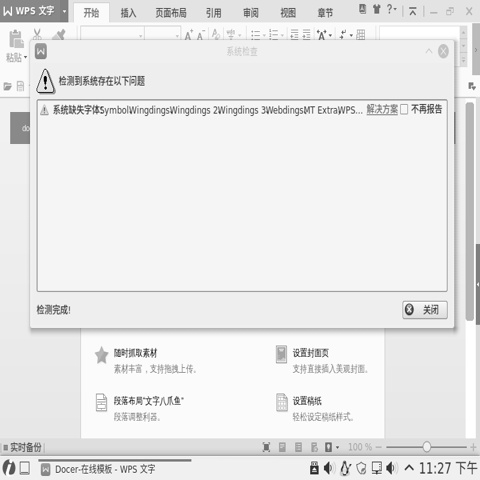 WPS 文字
开始
插入
页面布局
引用
审阅
视图
章节
粘贴
系统检查
检测到系统存在以下问题
系统缺失字体SymbolWingdingsWingdings 2Wingdings 3WebdingsMT ExtraWPS... 解决方案 不再报告
检测完成!
关闭
随时抓取素材
素材丰富，支持拖拽上传。
设置封面页
支持直接插入美观封面。
段落布局"文字八爪鱼"
段落调整利器。
设置稿纸
轻松设定稿纸样式。
实时备份
100 %
Docer-在线模板 - WPS 文字
11:27 下午